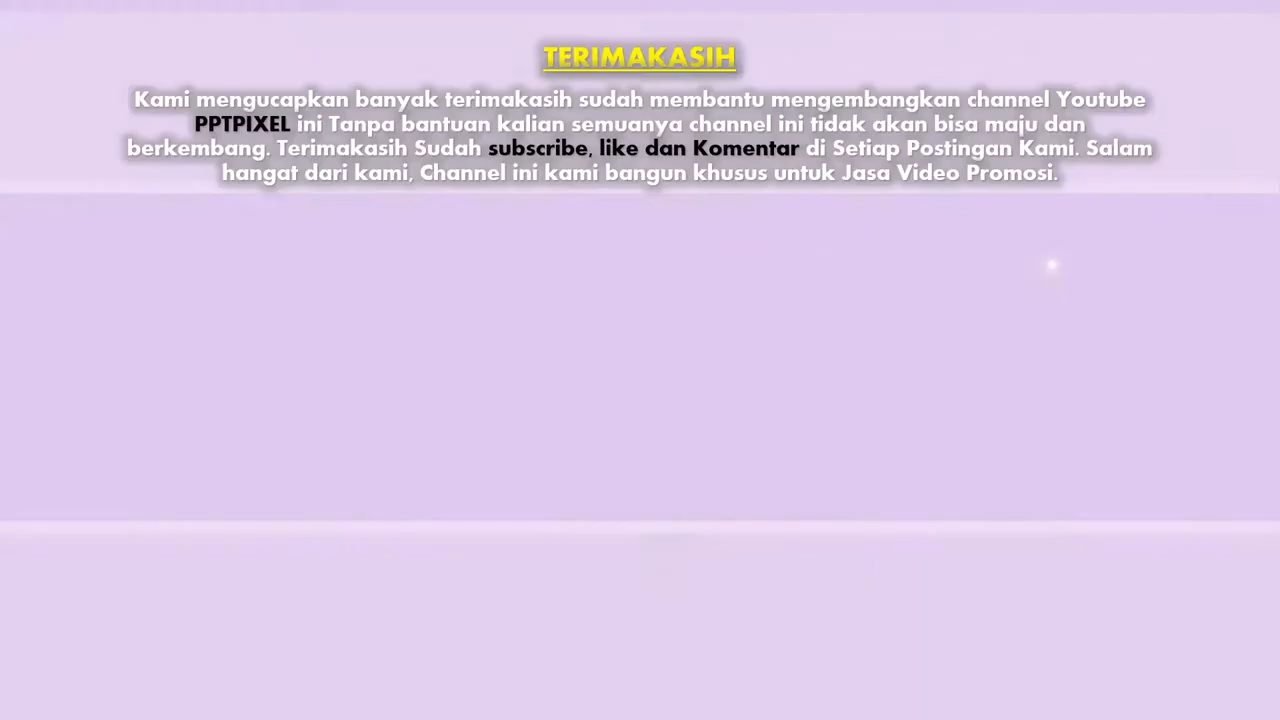 TERIMAKASIH
Kami mengucapkan banyak terimakasih sudah membantu mengembangkan channel Youtube
PPTPIXEL ini Tanpa bantuan kalian semuanya channel ini tidak akan bisa maju dan
berkembang. Terimakasih Sudah subscribe, like dan Komentar di Setiap Postingan Kami. Salam
hangat dari kami, Channel ini kami bangun khusus untuk Jasa Video Promosi.